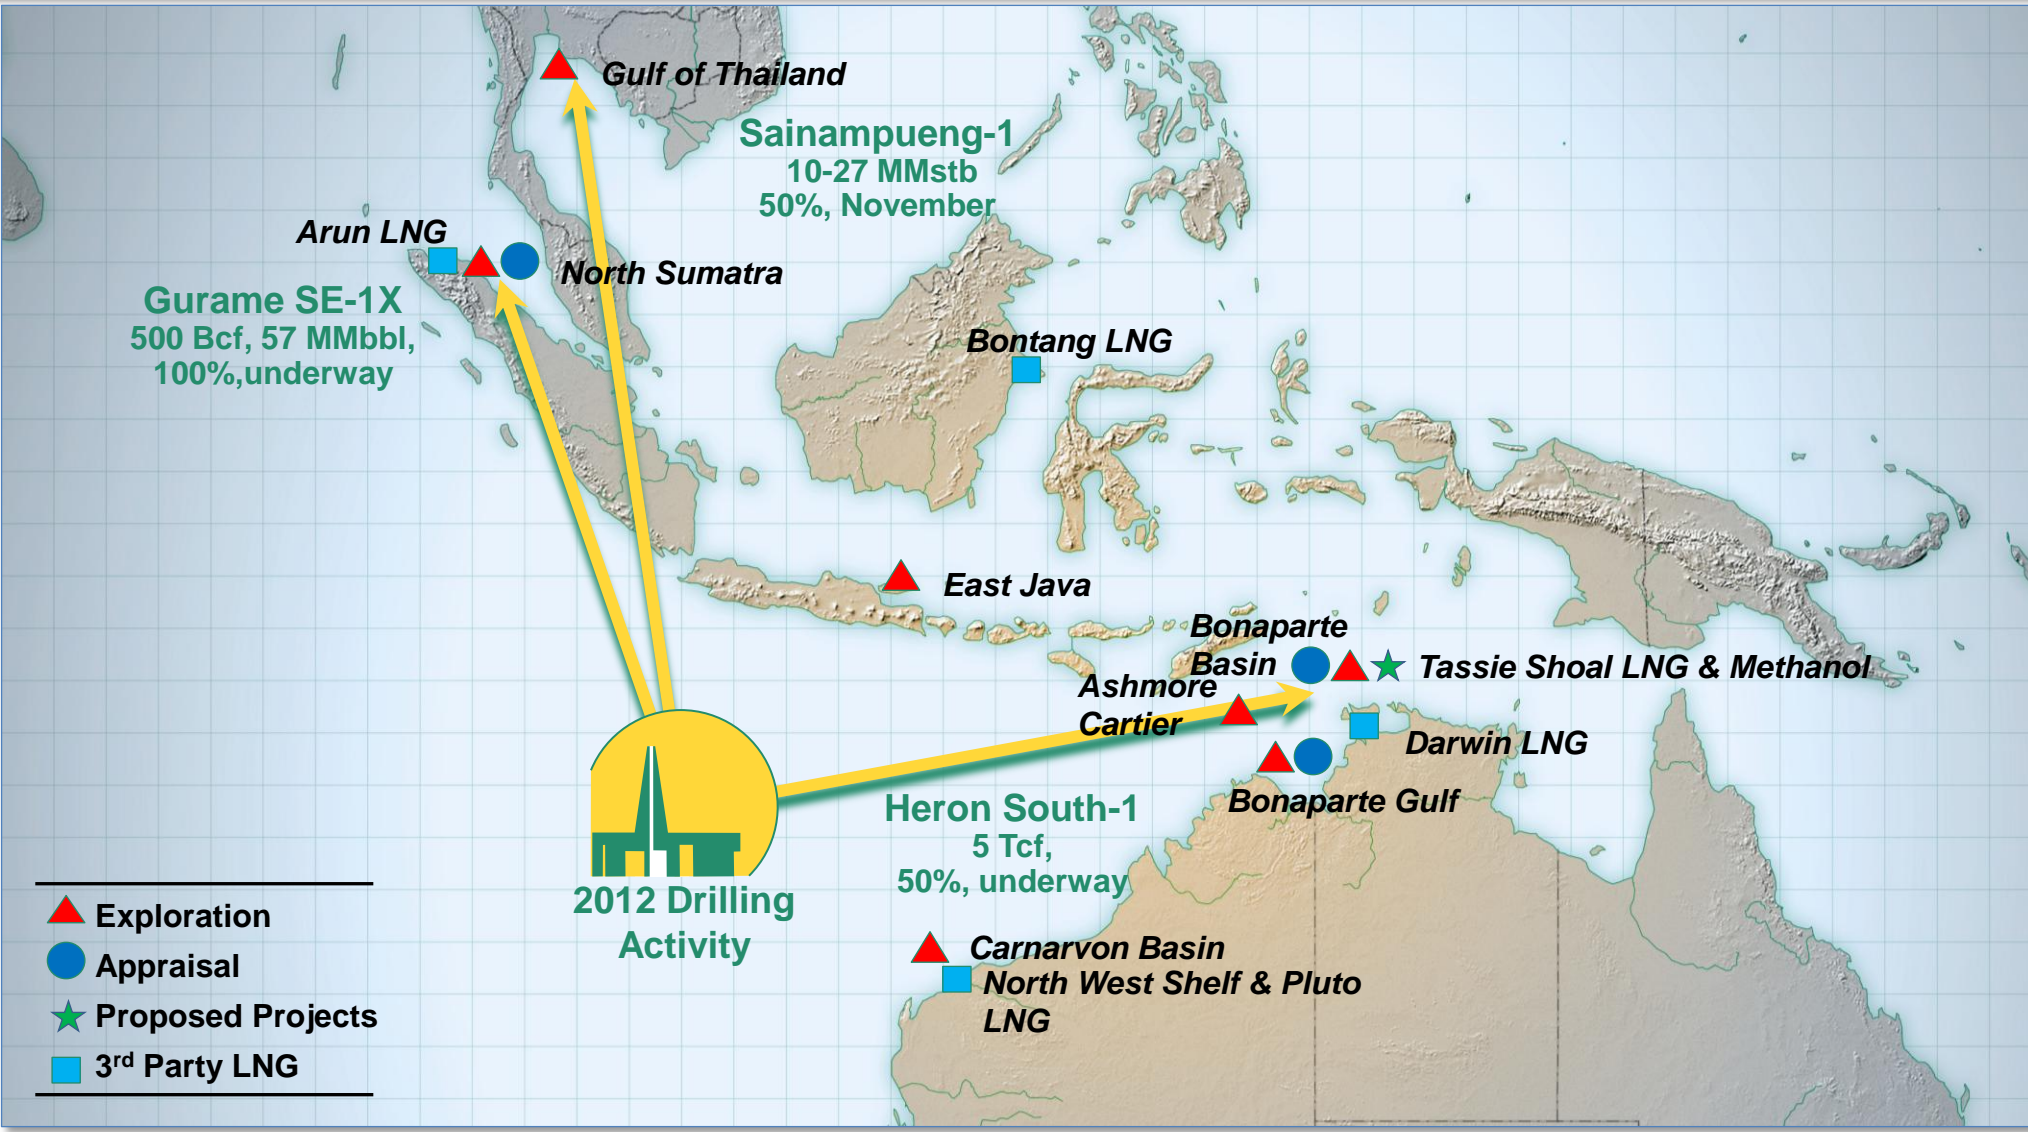 Gulf of Thailand
Sainampueng-1
10-27 MMstb
50%, November
Arun LNG
North Sumatra
Gurame SE-1X
500 Bcf, 57 MMbbl,
100%,underway
Bontang LNG
East Java
Bonaparte
Basin
Tassie Shoal LNG & Methanol
Ashmore
Cartier
Darwin LNG
Bonaparte Gulf
Heron South-1
5 Tcf,
50%, underway
2012 Drilling
Activity
Carnarvon Basin
North West Shelf & Pluto
LNG
Exploration
Appraisal
Proposed Projects
3rd Party LNG